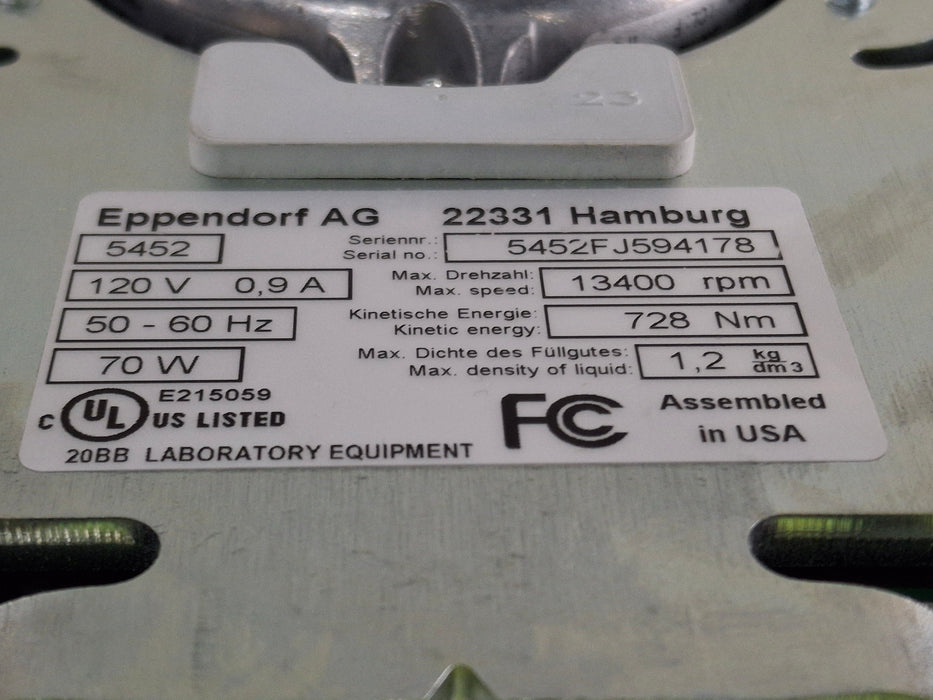 23
Eppendorf AG 22331 Hamburg
5452
Seriennr.:
Serial no.:
5452FJ594178
120 V 0,9 A
Max. Drehzahl:
Max. speed:
13400 rpm
50 - 60 Hz
Kinetische Energie:
Kinetic energy:
728 Nm
70 W
Max. Dichte des Füllgutes:
Max. density of liquid:
1,2 kg
dm3
E215059
C UL US LISTED
20BB LABORATORY EQUIPMENT
FC
Assembled
in USA